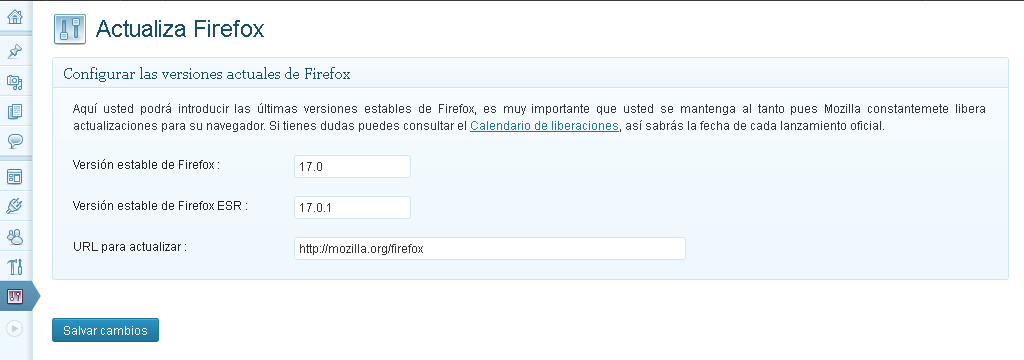 Actualiza Firefox
Configurar las versiones actuales de Firefox
Aquí usted podrá introducir las últimas versiones estables de Firefox, es muy importante que usted se mantenga al tanto pues Mozilla constantemete libera
actualizaciones para su navegador. Si tienes dudas puedes consultar el Calendario de liberaciones, así sabrás la fecha de cada lanzamiento oficial.
Versión estable de Firefox : 17.0
Versión estable de Firefox ESR : 17.0.1
URL para actualizar : http://mozilla.org/firefox
Salvar cambios